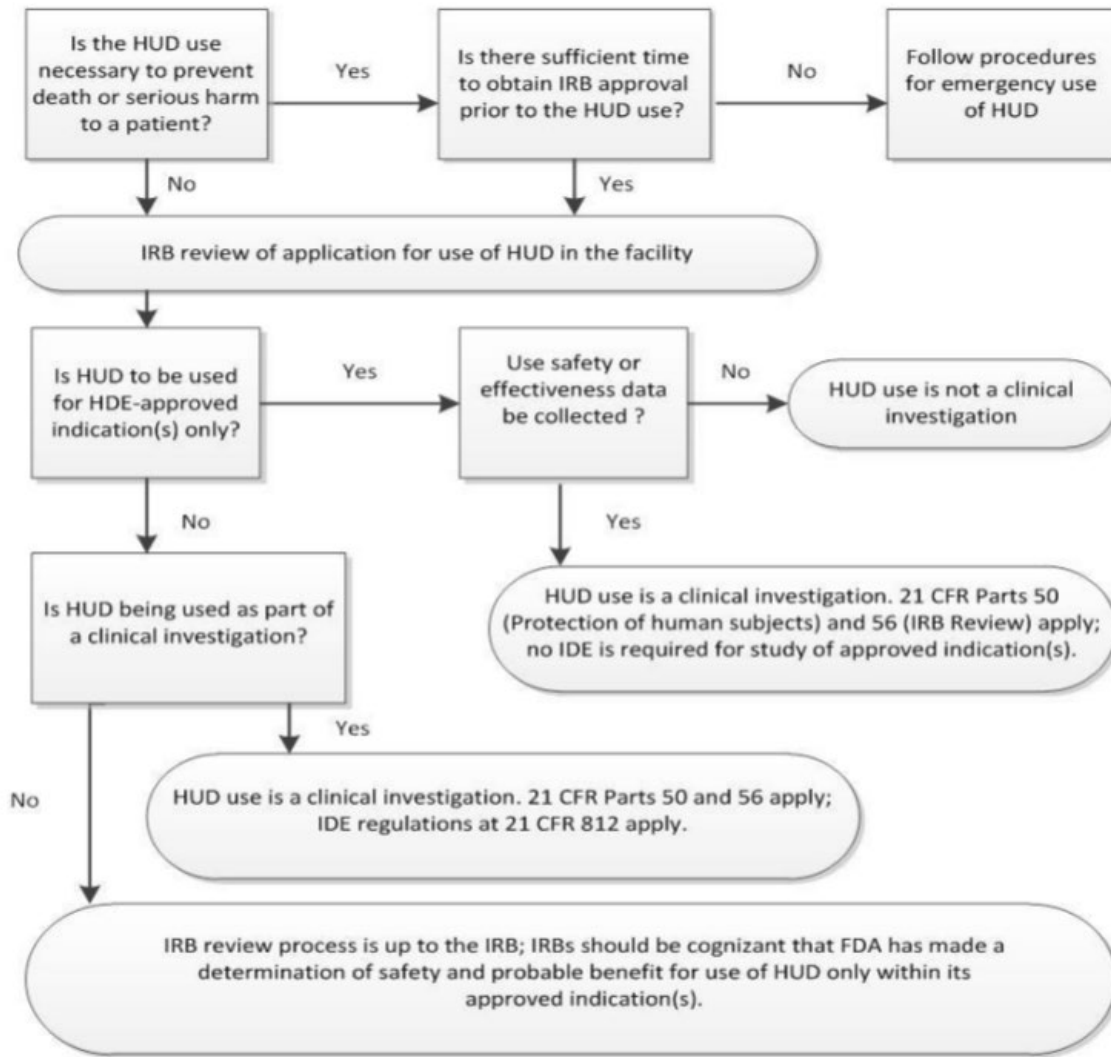 Is the HUD use
necessary to prevent
death or serious harm
to a patient?
Yes
Is there sufficient time
to obtain IRB approval
prior to the HUD use?
No
Follow procedures
for emergency use
of HUD
No
Yes
IRB review of application for use of HUD in the facility
Is HUD to be used
for HDE-approved
indication(s) only?
Yes
Use safety or
effectiveness data
be collected ?
No
HUD use is not a clinical
investigation
No
Yes
Is HUD being used as part of
a clinical investigation?
HUD use is a clinical investigation. 21 CFR Parts 50
(Protection of human subjects) and 56 (IRB Review) apply;
no IDE is required for study of approved indication(s).
No
Yes
HUD use is a clinical investigation. 21 CFR Parts 50 and 56 apply;
IDE regulations at 21 CFR 812 apply.
IRB review process is up to the IRB; IRBs should be cognizant that FDA has made a
determination of safety and probable benefit for use of HUD only within its
approved indication(s).